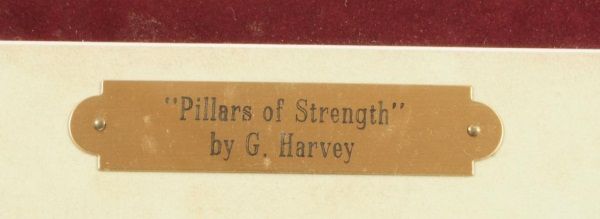 "Pillars of Strength"
by G. Harvey